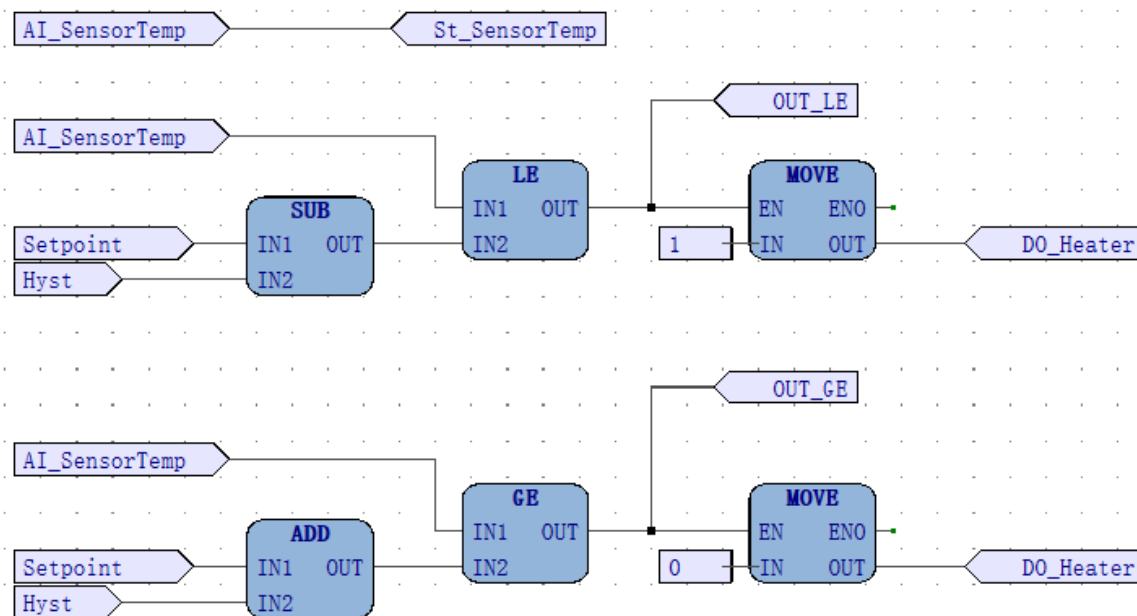 AI_SensorTemp St_SensorTemp
OUT_LE
AI_SensorTemp
LE
MOVE
SUB
IN1 OUT
EN ENO
Setpoint
IN1 OUT
IN2
1
IN OUT
DO_Heater
Hyst
IN2
OUT_GE
AI_SensorTemp
GE
MOVE
ADD
IN1 OUT
EN ENO
Setpoint
IN1 OUT
IN2
0
IN OUT
DO_Heater
Hyst
IN2